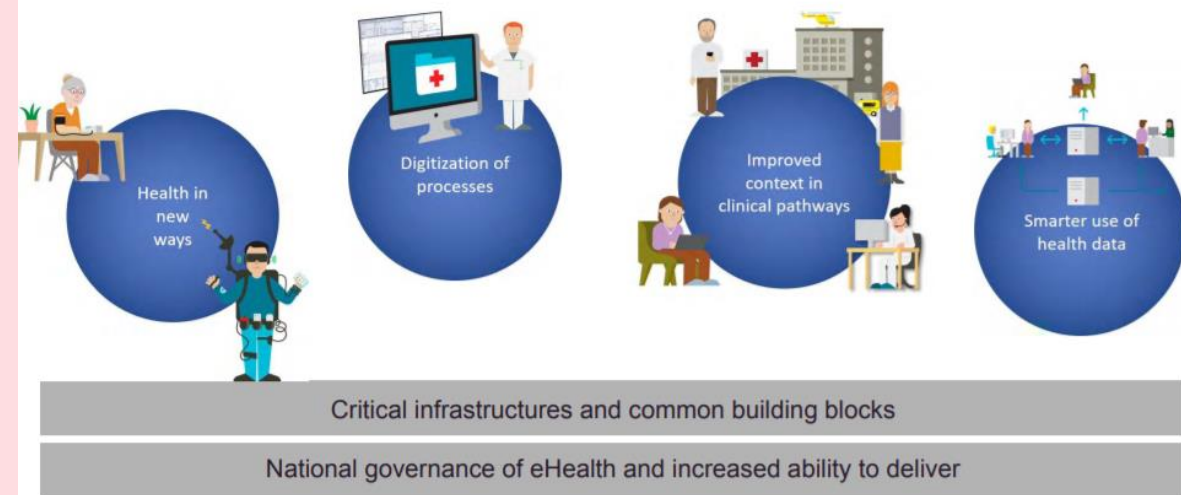 Health in
new
ways
Digitization of
processes
Improved
context in
clinical pathways
Smarter use of
health data
Critical infrastructures and common building blocks
National governance of eHealth and increased ability to deliver